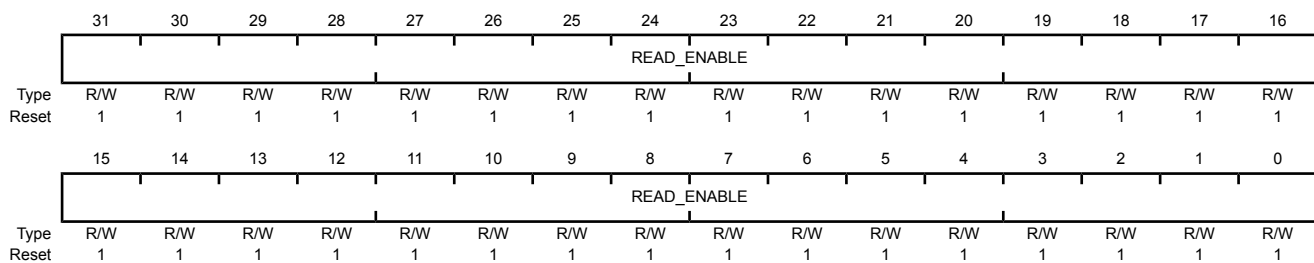 31 30 29 28 27 26 25 24 23 22 21 20 19 18 17 16
READ_ENABLE
Type R/W R/W R/W R/W R/W R/W R/W R/W R/W R/W R/W R/W R/W R/W R/W R/W
Reset 1 1 1 1 1 1 1 1 1 1 1 1 1 1 1 1
15 14 13 12 11 10 9 8 7 6 5 4 3 2 1 0
READ_ENABLE
Type R/W R/W R/W R/W R/W R/W R/W R/W R/W R/W R/W R/W R/W R/W R/W R/W
Reset 1 1 1 1 1 1 1 1 1 1 1 1 1 1 1 1